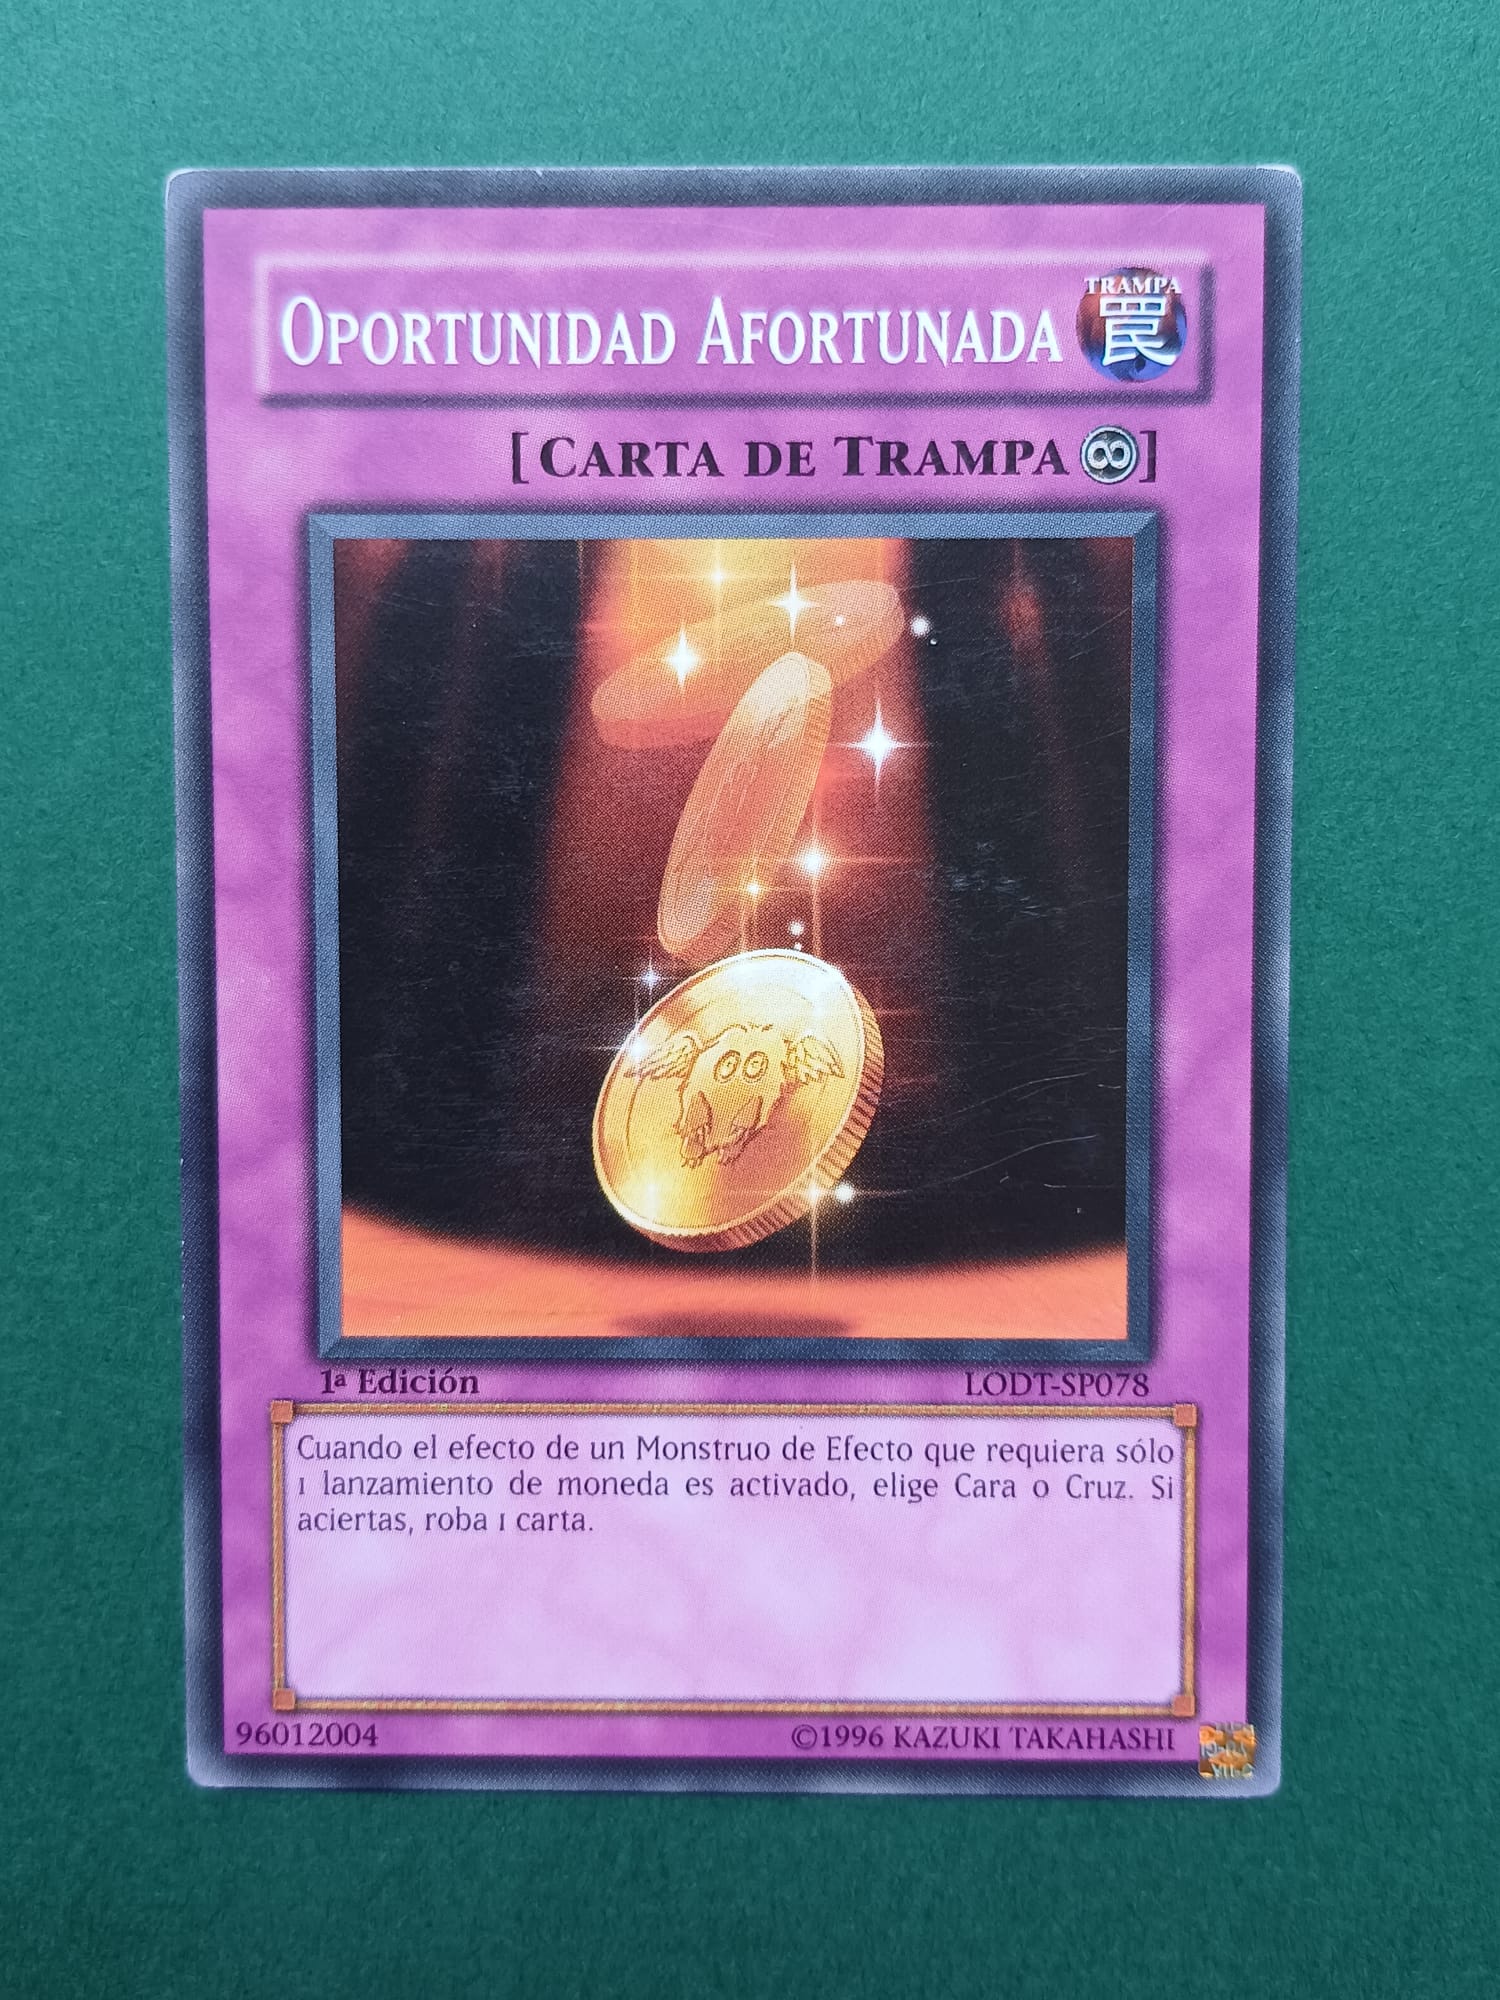 OPORTUNIDAD AFORTUNADA
TRAMPA
罠
[CARTA DE TRAMPA ∞]
1ª Edición
LODT-SP078
Cuando el efecto de un Monstruo de Efecto que requiera sólo
1 lanzamiento de moneda es activado, elige Cara o Cruz. Si
aciertas, roba 1 carta.
96012004
©1996 KAZUKI TAKAHASHI